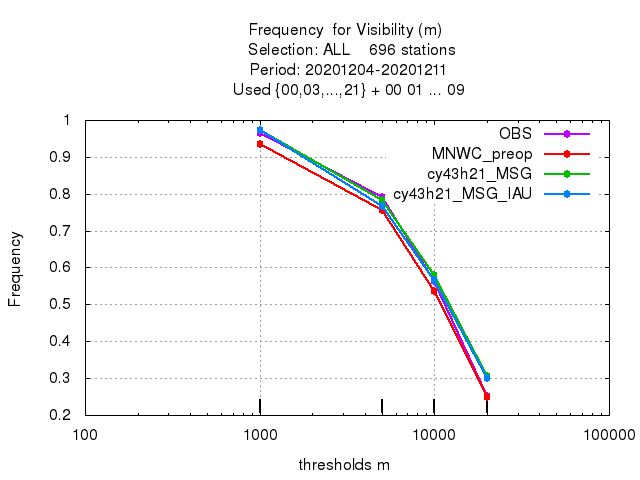 Frequency for Visibility (m)
Selection: ALL 696 stations
Period: 20201204-20201211
Used {00,03,...,21} + 00 01 ... 09
1
0.9
0.8
0.7
0.6
0.5
0.4
0.3
0.2
Frequency
OBS
MNWC_preop
cy43h21_MSG
cy43h21_MSG_IAU
100 1000 10000 100000
thresholds m